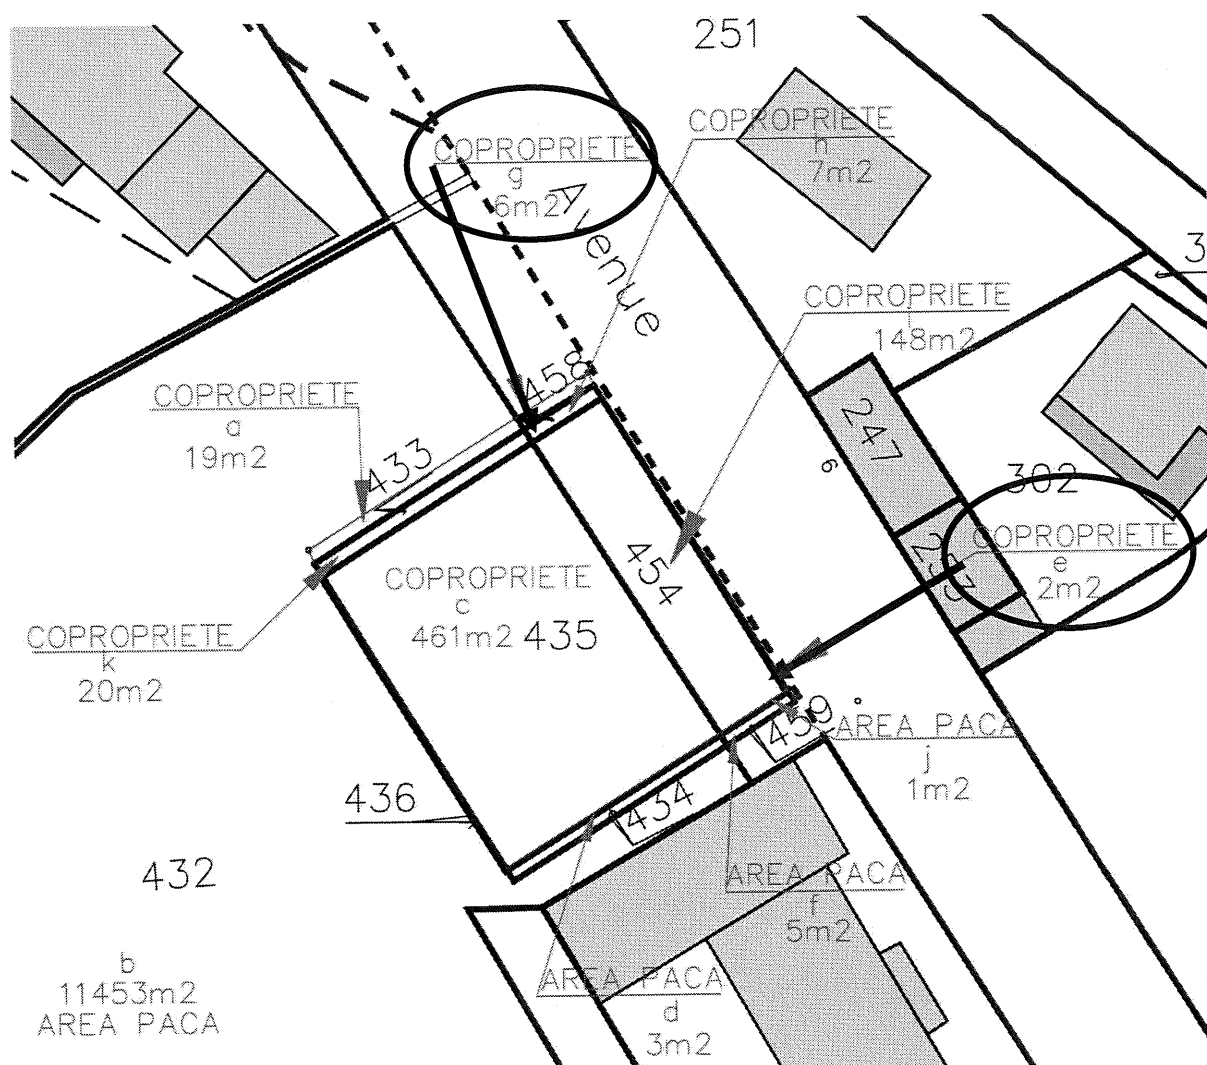 251
COPROPRIETE
h
7m2
COPROPRIETE
g
6m2
Avenue
3
COPROPRIETE
i
148m2
458
COPROPRIETE
a
19m2
433
247
6
302
253
COPROPRIETE
e
2m2
454
COPROPRIETE
c
461m2
435
COPROPRIETE
k
20m2
459
AREA PACA
j
1m2
436
434
432
AREA PACA
f
5m2
b
11453m2
AREA PACA
AREA PACA
d
3m2